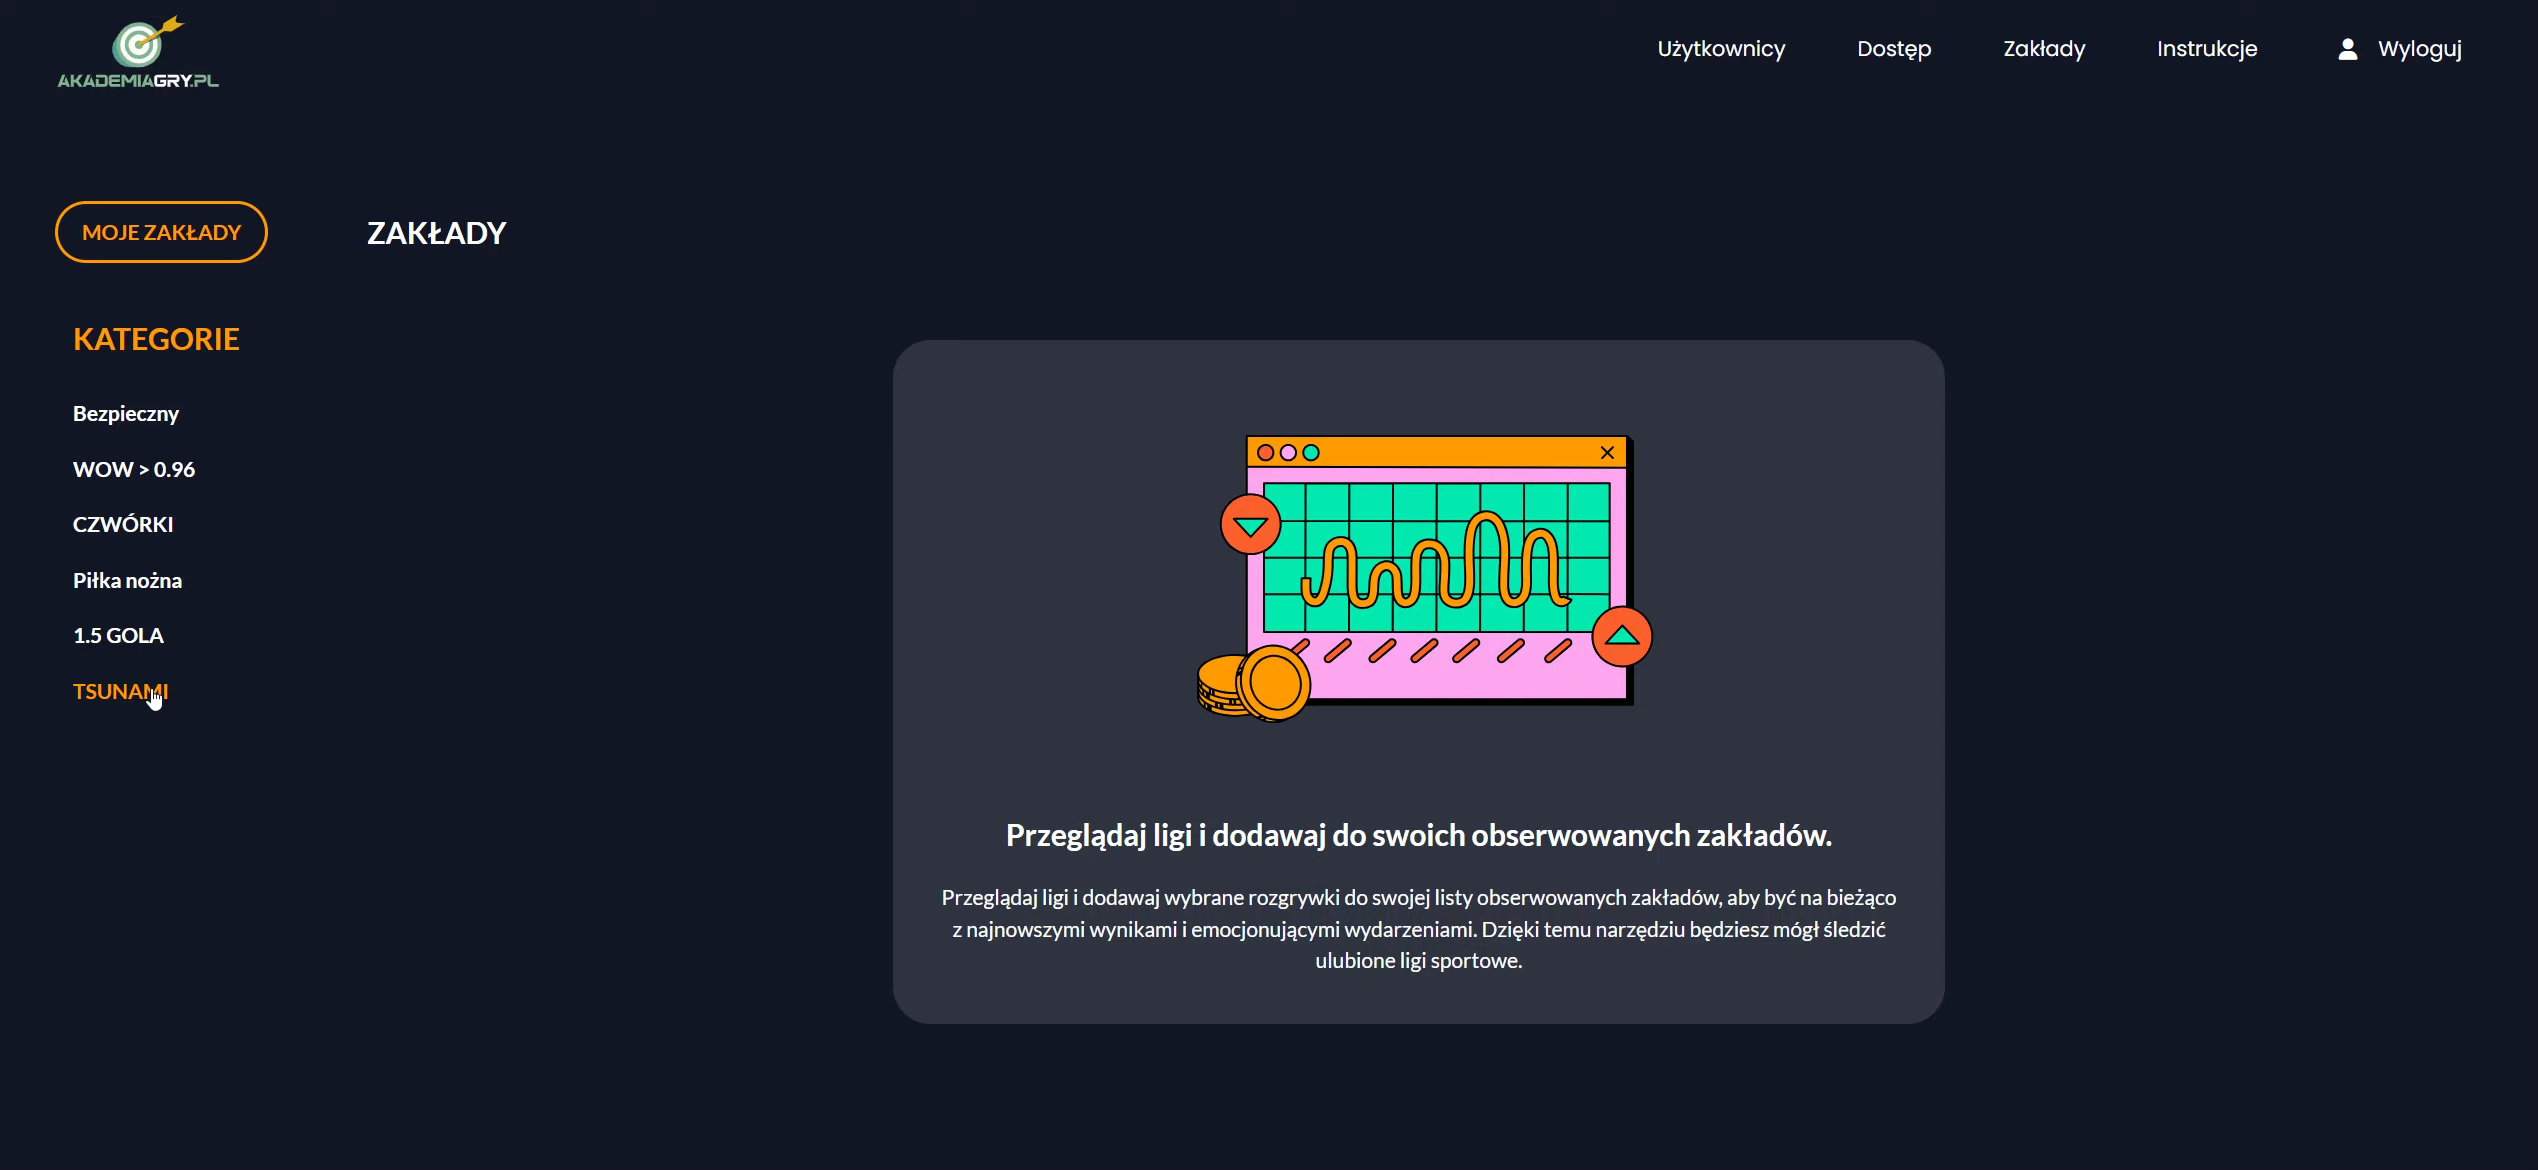 AKADEMIAGRY.PL
Użytkownicy
Dostęp
Zakłady
Instrukcje
Wyloguj
MOJE ZAKŁADY
ZAKŁADY
KATEGORIE
Bezpieczny
WOW > 0.96
CZWÓRKI
Piłka nożna
1.5 GOLA
TSUNAMI
Przeglądaj ligi i dodawaj do swoich obserwowanych zakładów.
Przeglądaj ligi i dodawaj wybrane rozgrywki do swojej listy obserwowanych zakładów, aby być na bieżąco
z najnowszymi wynikami i emocjonującymi wydarzeniami. Dzięki temu narzędziu będziesz mógł śledzić
ulubione ligi sportowe.